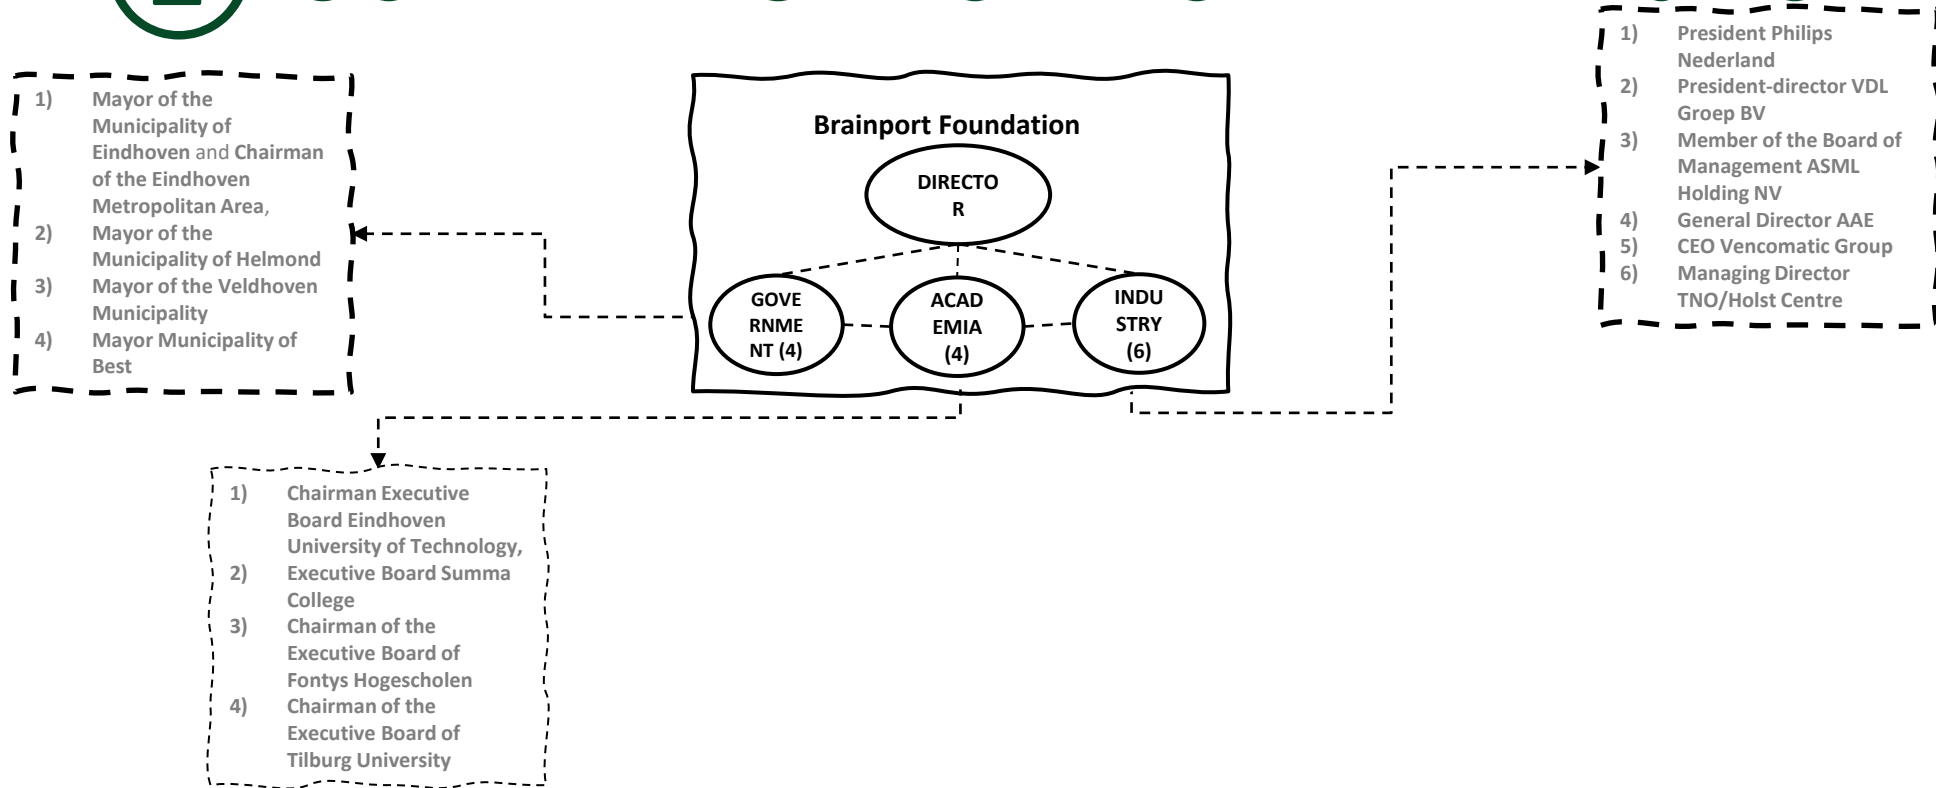 1) Mayor of the
Municipality of
Eindhoven and Chairman
of the Eindhoven
Metropolitan Area,
2) Mayor of the
Municipality of Helmond
3) Mayor of the Veldhoven
Municipality
4) Mayor Municipality of
Best
Brainport Foundation
DIRECTO
R
GOVE
RNME
NT (4)
ACAD
EMIA
(4)
INDU
STRY
(6)
1) President Philips
Nederland
2) President-director VDL
Groep BV
3) Member of the Board of
Management ASML
Holding NV
4) General Director AAE
5) CEO Vencomatic Group
6) Managing Director
TNO/Holst Centre
1) Chairman Executive
Board Eindhoven
University of Technology,
2) Executive Board Summa
College
3) Chairman of the
Executive Board of
Fontys Hogescholen
4) Chairman of the
Executive Board of
Tilburg University